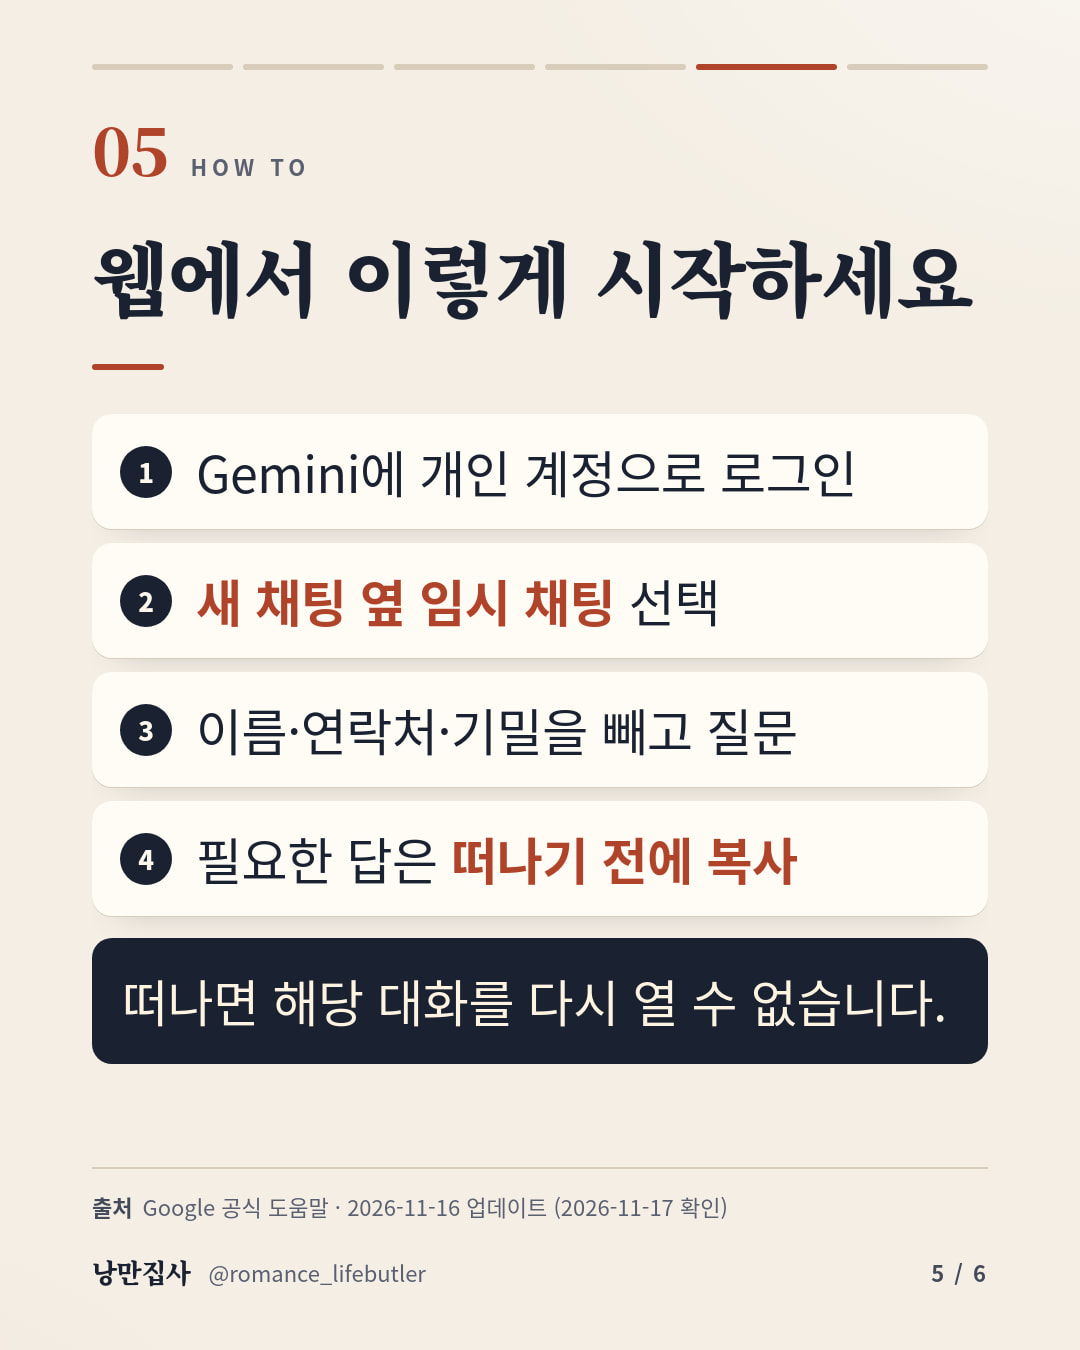 05 HOW TO
웹에서 이렇게 시작하세요
1 Gemini에 개인 계정으로 로그인
2 새 채팅 옆 임시 채팅 선택
3 이름·연락처·기밀을 빼고 질문
4 필요한 답은 떠나기 전에 복사
떠나면 해당 대화를 다시 열 수 없습니다.
출처 Google 공식 도움말 · 2026-11-16 업데이트 (2026-11-17 확인)
낭만집사 @romance_lifebutler 5 / 6